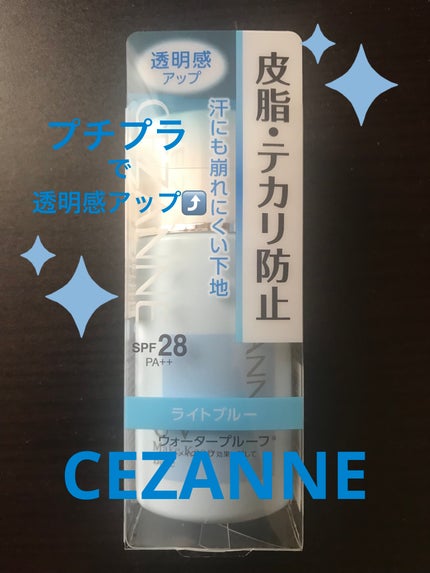 透明感
アップ
皮脂・テカリ防止
汗にも崩れにくい下地
プチプラ
で
透明感アップ⤴
CEZANNE
SPF28
PA++
ライトブルー
ウォータープルーフ
CEZANNE